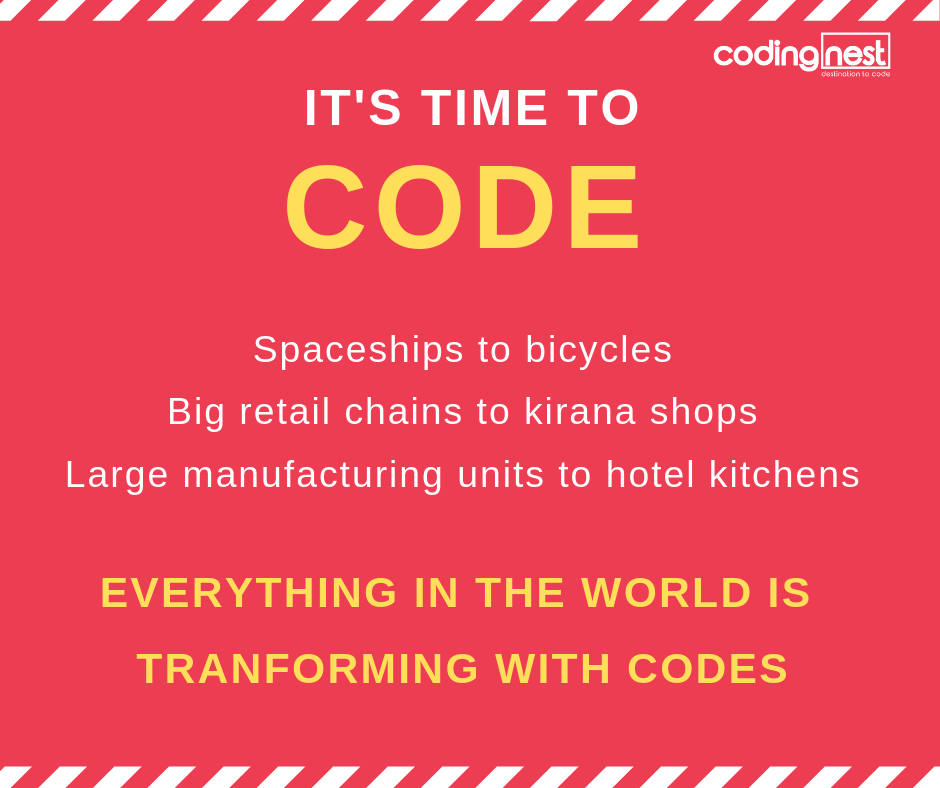 codingnest
destination to code
IT'S TIME TO
CODE
Spaceships to bicycles
Big retail chains to kirana shops
Large manufacturing units to hotel kitchens
EVERYTHING IN THE WORLD IS
TRANFORMING WITH CODES